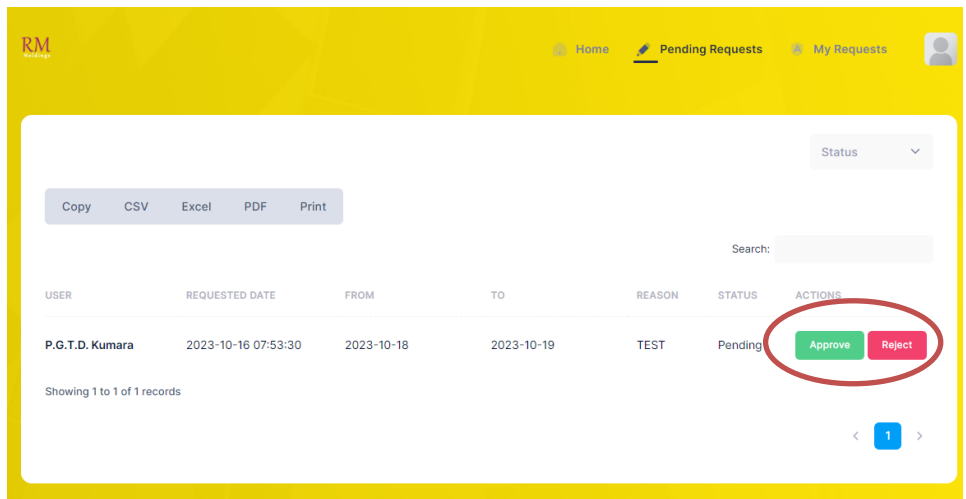 RM
Holdings
Home Pending Requests My Requests
Status
Copy CSV Excel PDF Print
Search:
USER REQUESTED DATE FROM TO REASON STATUS ACTIONS
P.G.T.D. Kumara 2023-10-16 07:53:30 2023-10-18 2023-10-19 TEST Pending Approve Reject
Showing 1 to 1 of 1 records
1